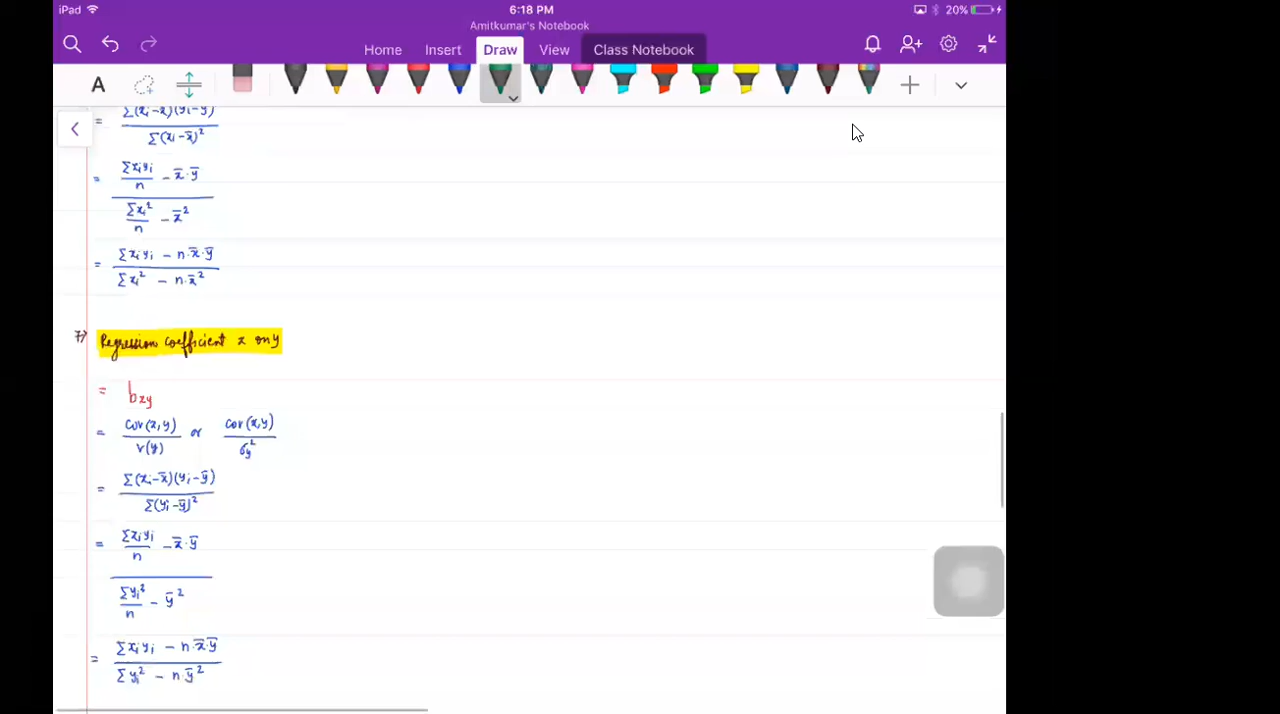 iPad 6:18 PM 20%
Amitkumar's Notebook
Home Insert Draw View Class Notebook
A
= Σ(xi-x̄)(yi-ȳ) / Σ(xi-x̄)²
= (Σxiyi/n - x̄·ȳ) / (Σxi²/n - x̄²)
= (Σxiyi - n·x̄·ȳ) / (Σxi² - n·x̄²)
7) Regression coefficient x on y
= bxy
= cov(x,y) / v(y) or cov(x,y) / σy²
= Σ(xi-x̄)(yi-ȳ) / Σ(yi-ȳ)²
= (Σxiyi/n - x̄·ȳ) / (Σyi²/n - ȳ²)
= (Σxiyi - n·x̄·ȳ) / (Σyi² - n·ȳ²)